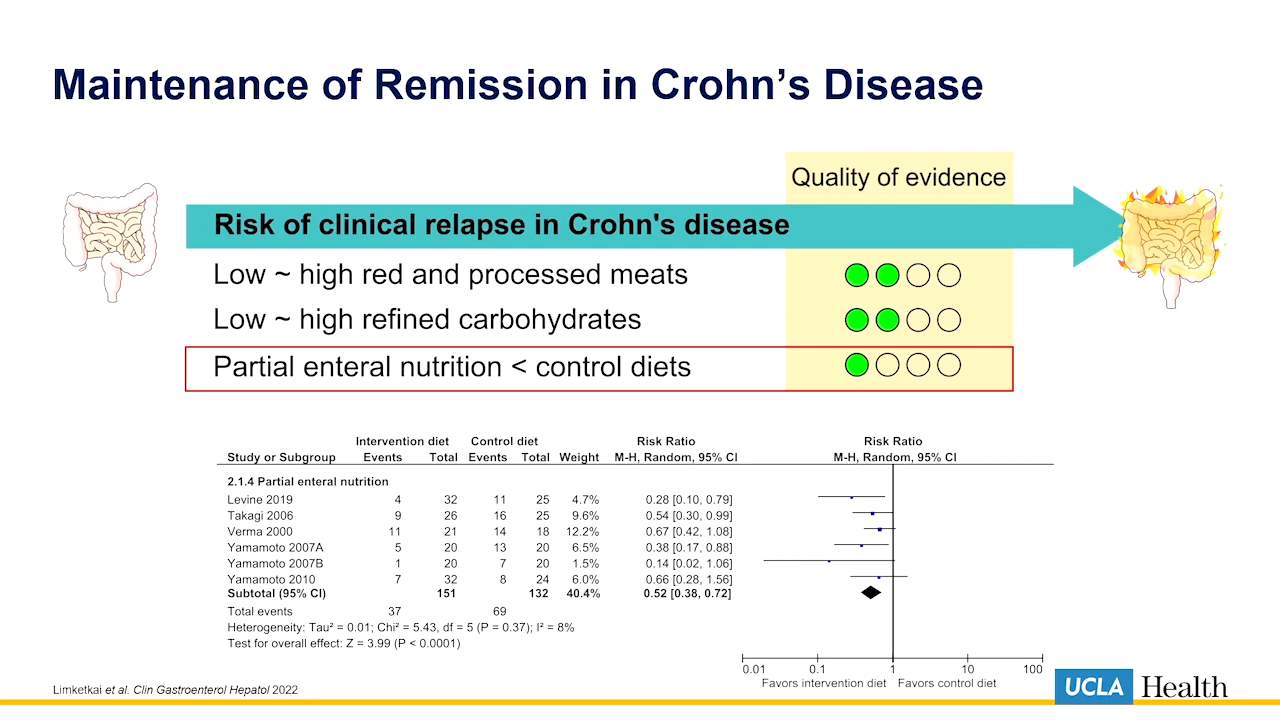 Maintenance of Remission in Crohn’s Disease
Quality of evidence
Risk of clinical relapse in Crohn's disease
Low ~ high red and processed meats
Low ~ high refined carbohydrates
Partial enteral nutrition < control diets
Intervention diet Control diet Risk Ratio Risk Ratio
Study or Subgroup Events Total Events Total Weight M-H, Random, 95% CI M-H, Random, 95% CI
2.1.4 Partial enteral nutrition
Levine 2019 4 32 11 25 4.7% 0.28 [0.10, 0.79]
Takagi 2006 9 26 16 25 9.6% 0.54 [0.30, 0.99]
Verma 2000 11 21 14 18 12.2% 0.67 [0.42, 1.08]
Yamamoto 2007A 5 20 13 20 6.5% 0.38 [0.17, 0.88]
Yamamoto 2007B 1 20 7 20 1.5% 0.14 [0.02, 1.06]
Yamamoto 2010 7 32 8 24 6.0% 0.66 [0.28, 1.56]
Subtotal (95% CI) 151 132 40.4% 0.52 [0.38, 0.72]
Total events 37 69
Heterogeneity: Tau² = 0.01; Chi² = 5.43, df = 5 (P = 0.37); I² = 8%
Test for overall effect: Z = 3.99 (P < 0.0001)
0.01 0.1 1 10 100
Favors intervention diet Favors control diet
Limketkai et al. Clin Gastroenterol Hepatol 2022
UCLA Health